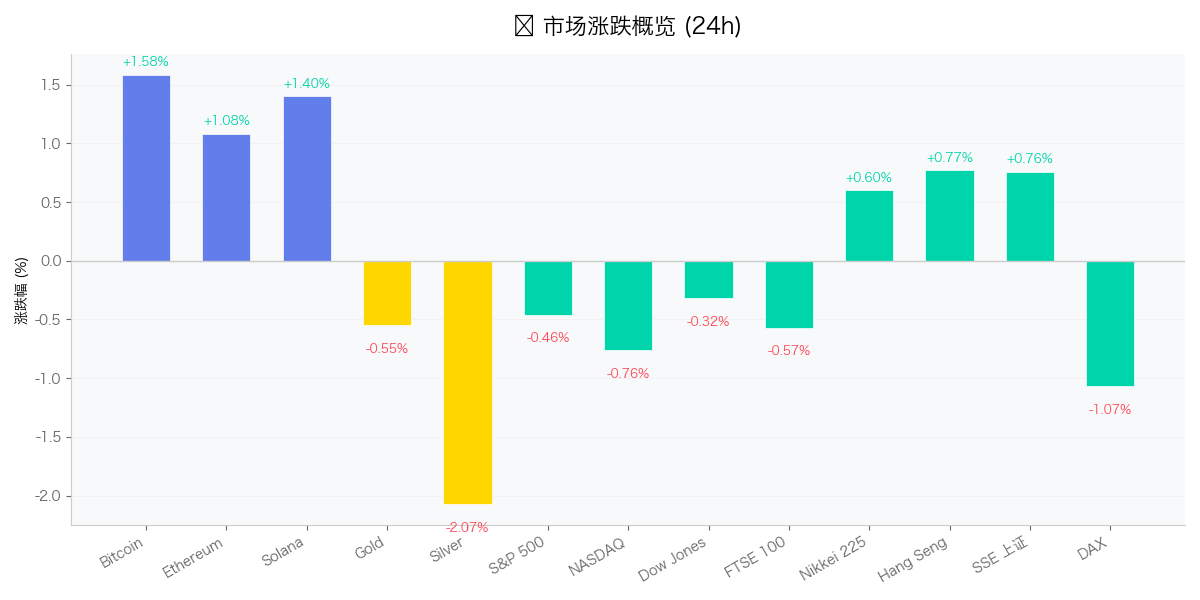 市场涨跌概览 (24h)
涨跌幅 (%)
1.5
1.0
0.5
0.0
-0.5
-1.0
-1.5
-2.0
+1.58%
+1.08%
+1.40%
-0.55%
-2.07%
-0.46%
-0.76%
-0.32%
-0.57%
+0.60%
+0.77%
+0.76%
-1.07%
Bitcoin
Ethereum
Solana
Gold
Silver
S&P 500
NASDAQ
Dow Jones
FTSE 100
Nikkei 225
Hang Seng
SSE 上证
DAX